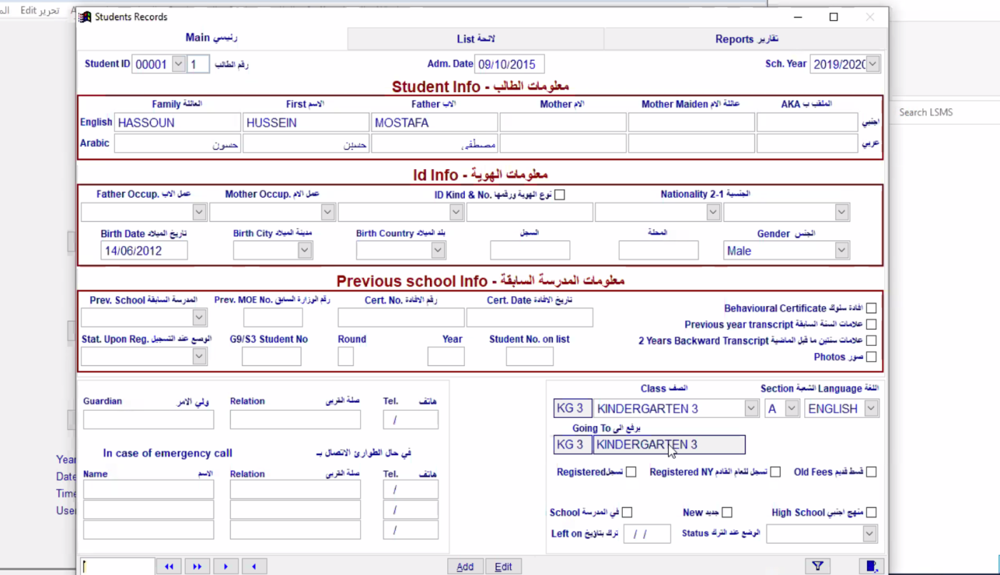 تحرير Edit
Students Records
Main رئيسي
List لائحة
Reports تقارير
Student ID 00001 1 رقم الطالب
Adm. Date 09/10/2015
Sch. Year 2019/2020
Student Info - معلومات الطالب
Family العائلة First الاسم Father الاب Mother الام Mother Maiden عائلة الام AKA الملقب ب
English HASSOUN HUSSEIN MOSTAFA اجنبي
Arabic حسون حسين مصطفى عربي
Id Info - معلومات الهوية
Father Occup. عمل الاب Mother Occup. عمل الام ID Kind & No. نوع الهوية ورقمها Nationality 2-1 الجنسية
Birth Date تاريخ الميلاد Birth City مدينة الميلاد Birth Country بلد الميلاد السجل المحلة Gender الجنس
14/06/2012 Male
Previous school Info - معلومات المدرسة السابقة
Prev. School المدرسة السابقة Prev. MOE No. رقم الوزارة السابق Cert. No. رقم الافادة Cert. Date تاريخ الافادة
Behavioural Certificate افادة سلوك
Previous year transcript علامات السنة السابقة
2 Years Backward Transcript علامات سنتين ما قبل الماضية
Photos صور
Stat. Upon Reg. الوضع عند التسجيل G9/S3 Student No Round Year Student No. on list
Guardian ولي الامر Relation صلة القربى Tel. هاتف
/
In case of emergency call في حال الطوارئ الاتصال بـ
Name الاسم Relation صلة القربى Tel. هاتف
/
/
/
Class الصف Section الشعبة Language اللغة
KG 3 KINDERGARTEN 3 A ENGLISH
Going To يرفع الى
KG 3 KINDERGARTEN 3
Registered تسجل Registered NY تسجل للعام القادم Old Fees قسط قديم
School في المدرسة New جديد High School منهج اجنبي
Left on ترك بتاريخ / / Status الوضع عند الترك
Add Edit
Search LSMS
Year
Date
Time
User